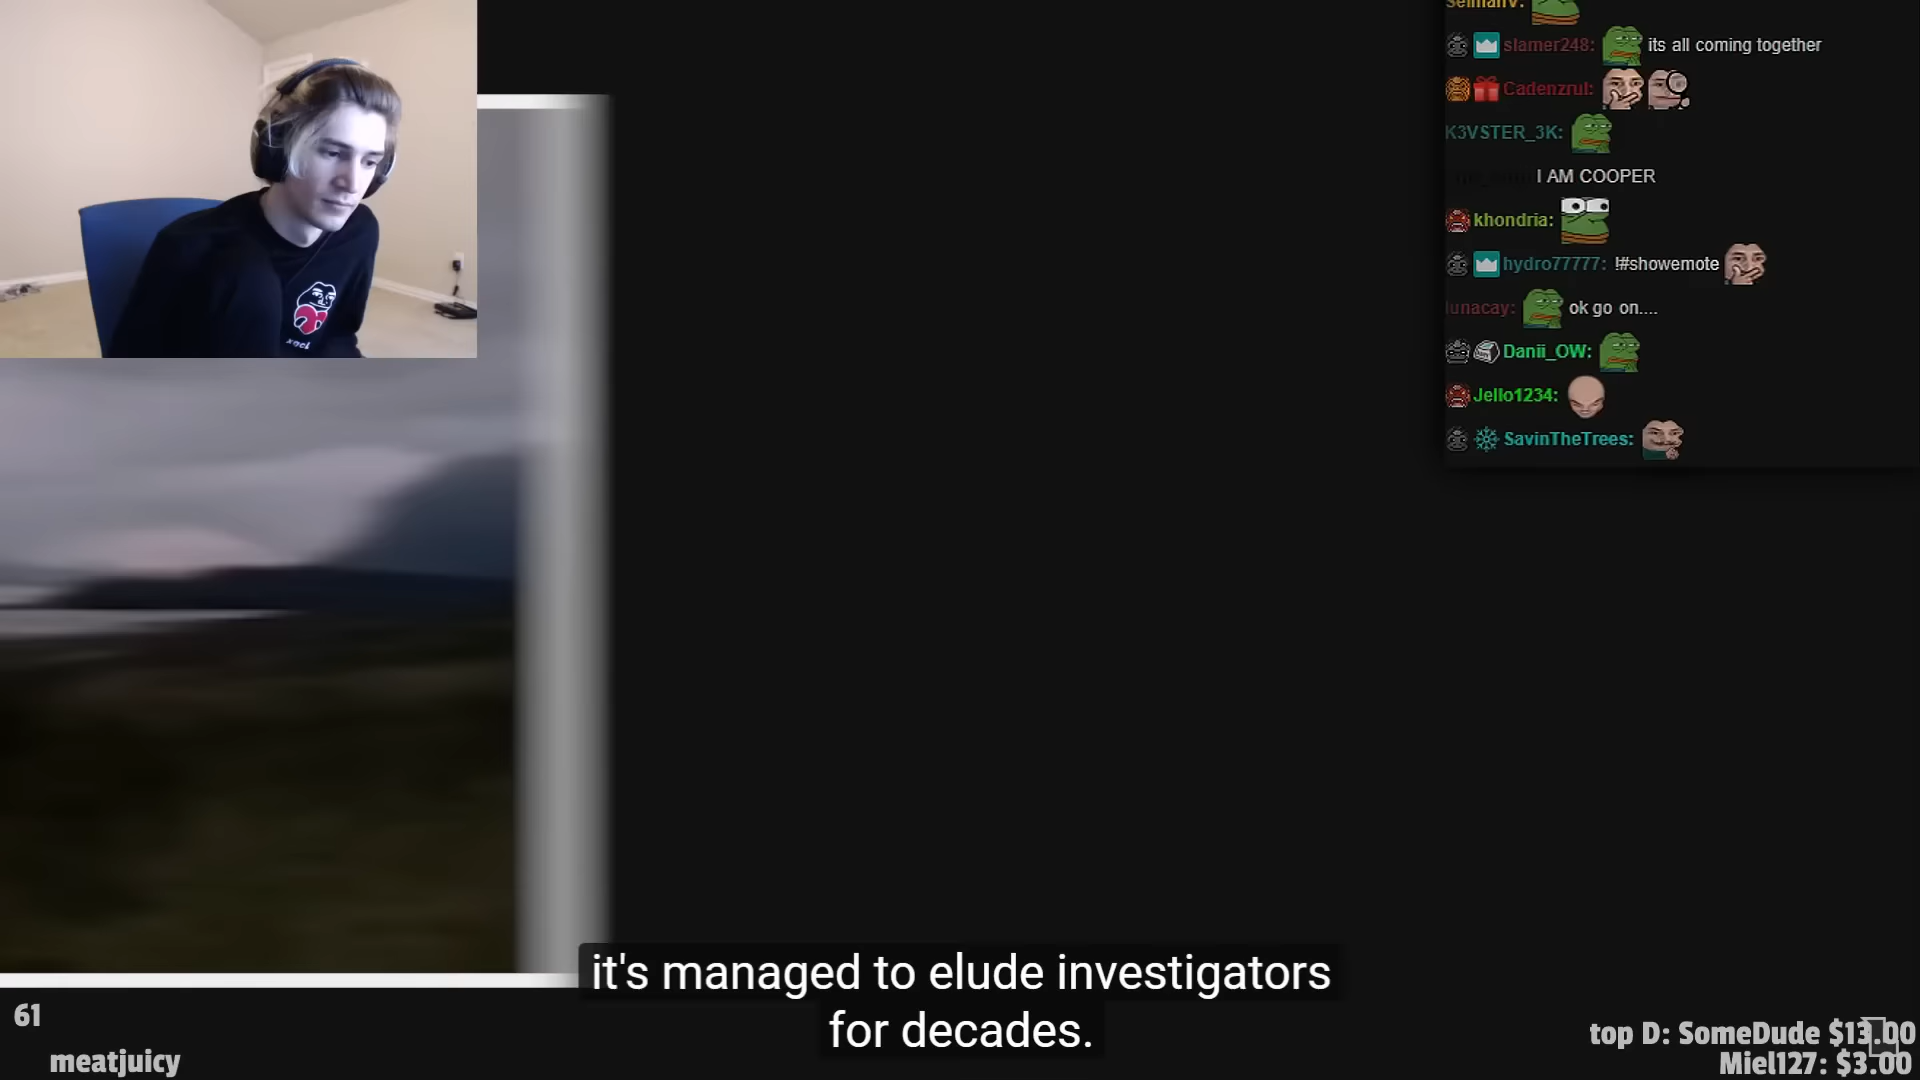 slamer248: its all coming together
Cadenzrul:
K3VSTER_3K:
I AM COOPER
khondria:
hydro77777: !#showemote
lunacay: ok go on....
Danii_OW:
Jello1234:
SavinTheTrees:
it's managed to elude investigators
for decades.
61
meatjuicy
top D: SomeDude $13.00
Miel127: $3.00